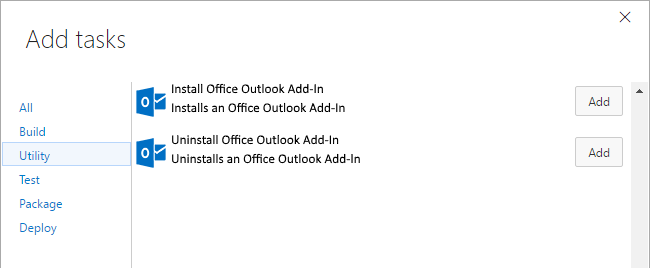 Add tasks
All
Build
Utility
Test
Package
Deploy
Install Office Outlook Add-In
Installs an Office Outlook Add-In
Add
Uninstall Office Outlook Add-In
Uninstalls an Office Outlook Add-In
Add